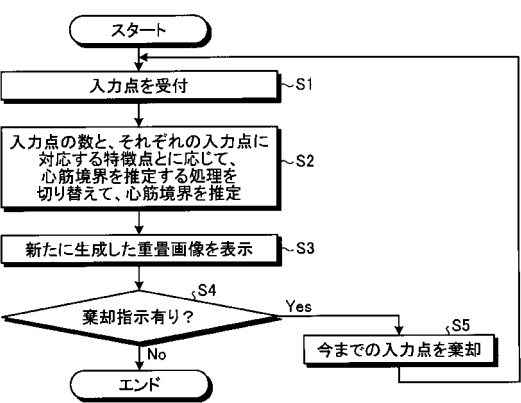 スタート
入力点を受付
S1
入力点の数と、それぞれの入力点に
対応する特徴点とに応じて、
心筋境界を推定する処理を
切り替えて、心筋境界を推定
S2
新たに生成した重畳画像を表示
S3
S4
棄却指示有り？
Yes
S5
今までの入力点を棄却
No
エンド